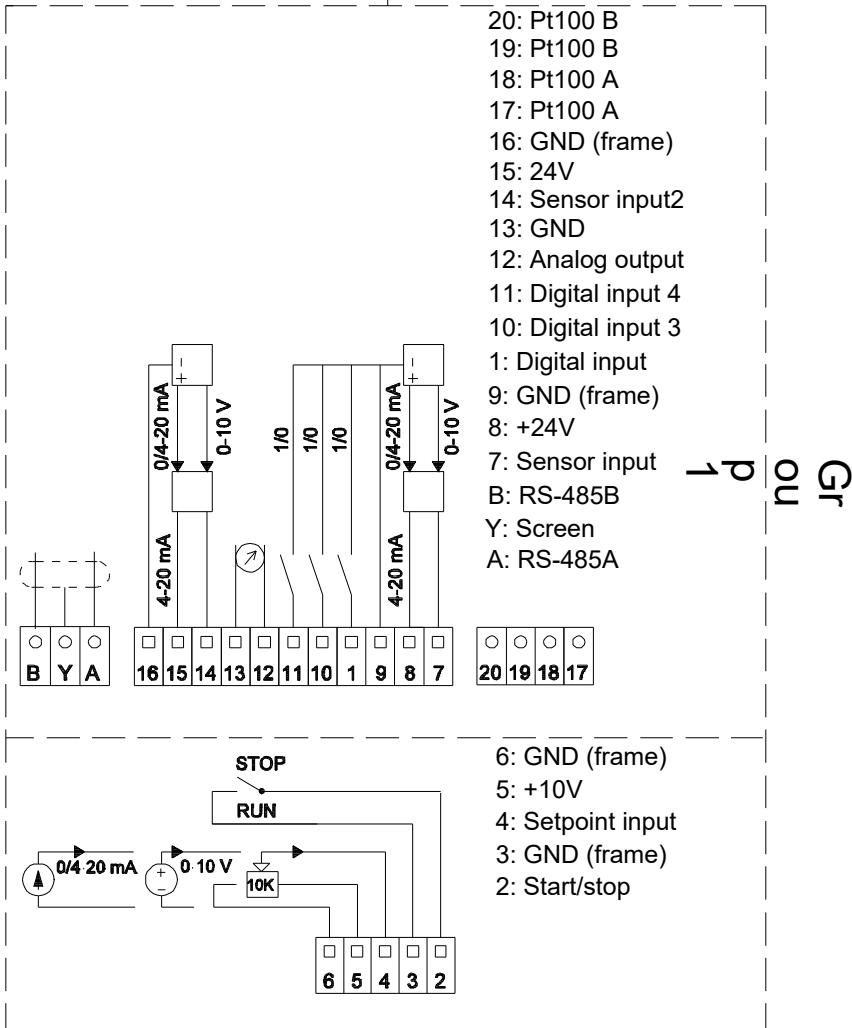 20: Pt100 B
19: Pt100 B
18: Pt100 A
17: Pt100 A
16: GND (frame)
15: 24V
14: Sensor input2
13: GND
12: Analog output
11: Digital input 4
10: Digital input 3
1: Digital input
9: GND (frame)
8: +24V
7: Sensor input
B: RS-485B
Y: Screen
A: RS-485A
Gr
ou
p
1
- +
0/4-20 mA
0-10 V
1/0
1/0
1/0
- +
0/4-20 mA
0-10 V
4-20 mA
4-20 mA
B Y A
16 15 14 13 12 11 10 1 9 8 7
20 19 18 17
6: GND (frame)
5: +10V
4: Setpoint input
3: GND (frame)
2: Start/stop
STOP
RUN
0/4-20 mA
+
−
0-10 V
10K
6 5 4 3 2